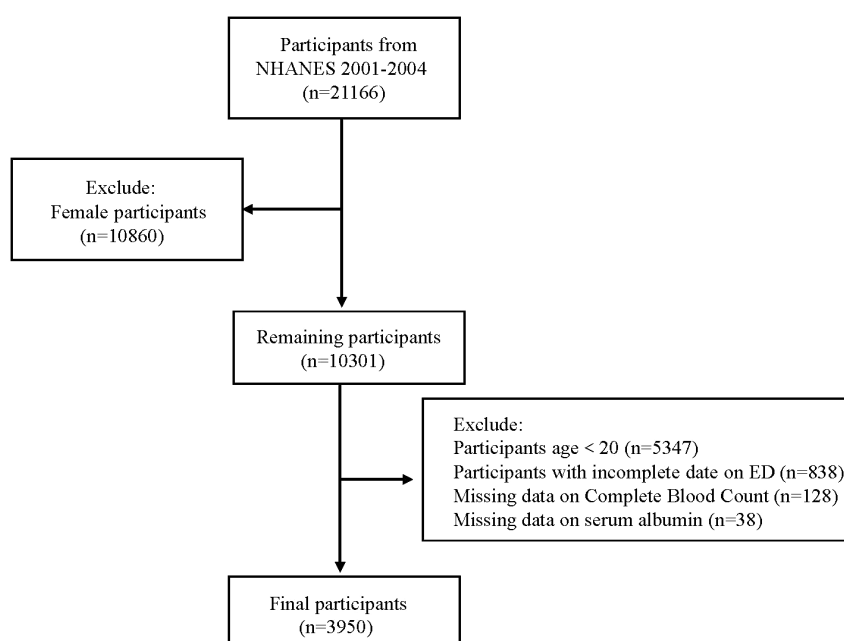 Participants from
NHANES 2001-2004
(n=21166)
Exclude:
Female participants
(n=10860)
Remaining participants
(n=10301)
Exclude:
Participants age < 20 (n=5347)
Participants with incomplete date on ED (n=838)
Missing data on Complete Blood Count (n=128)
Missing data on serum albumin (n=38)
Final participants
(n=3950)